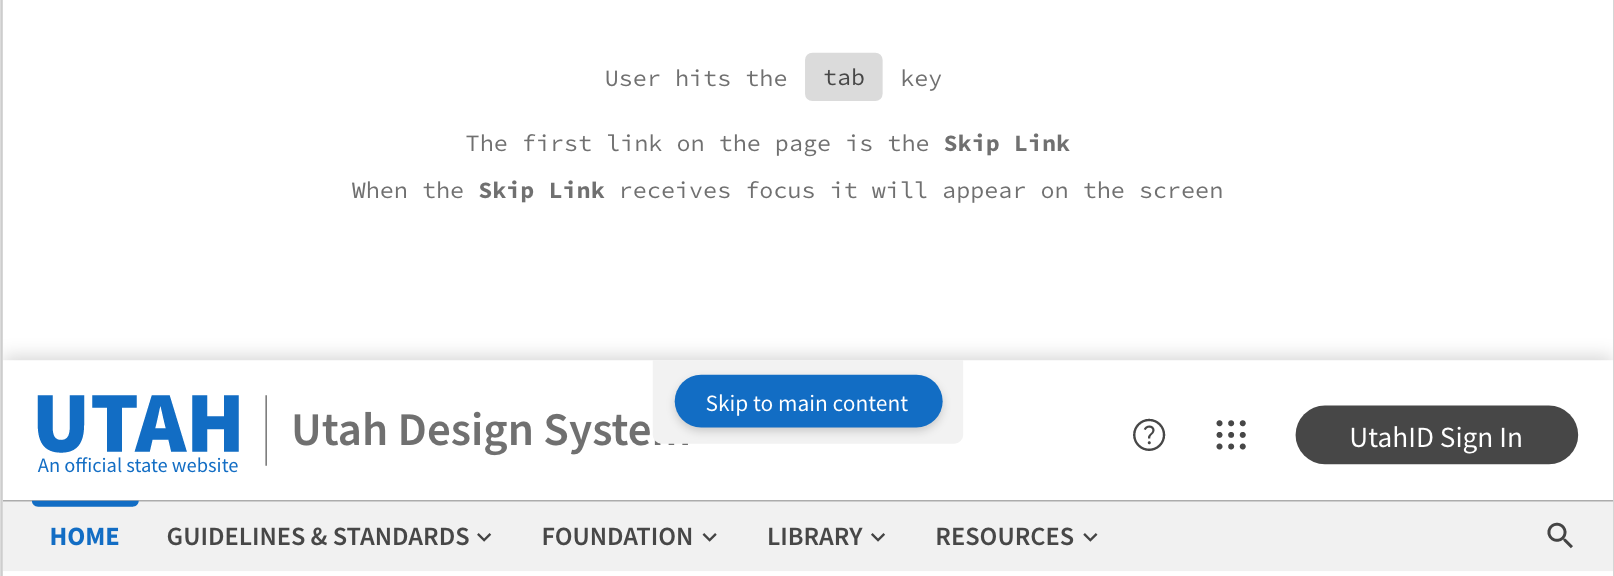 User hits the tab key
The first link on the page is the Skip Link
When the Skip Link receives focus it will appear on the screen
Skip to main content
UTAH
An official state website
Utah Design System
UtahID Sign In
HOME GUIDELINES & STANDARDS FOUNDATION LIBRARY RESOURCES